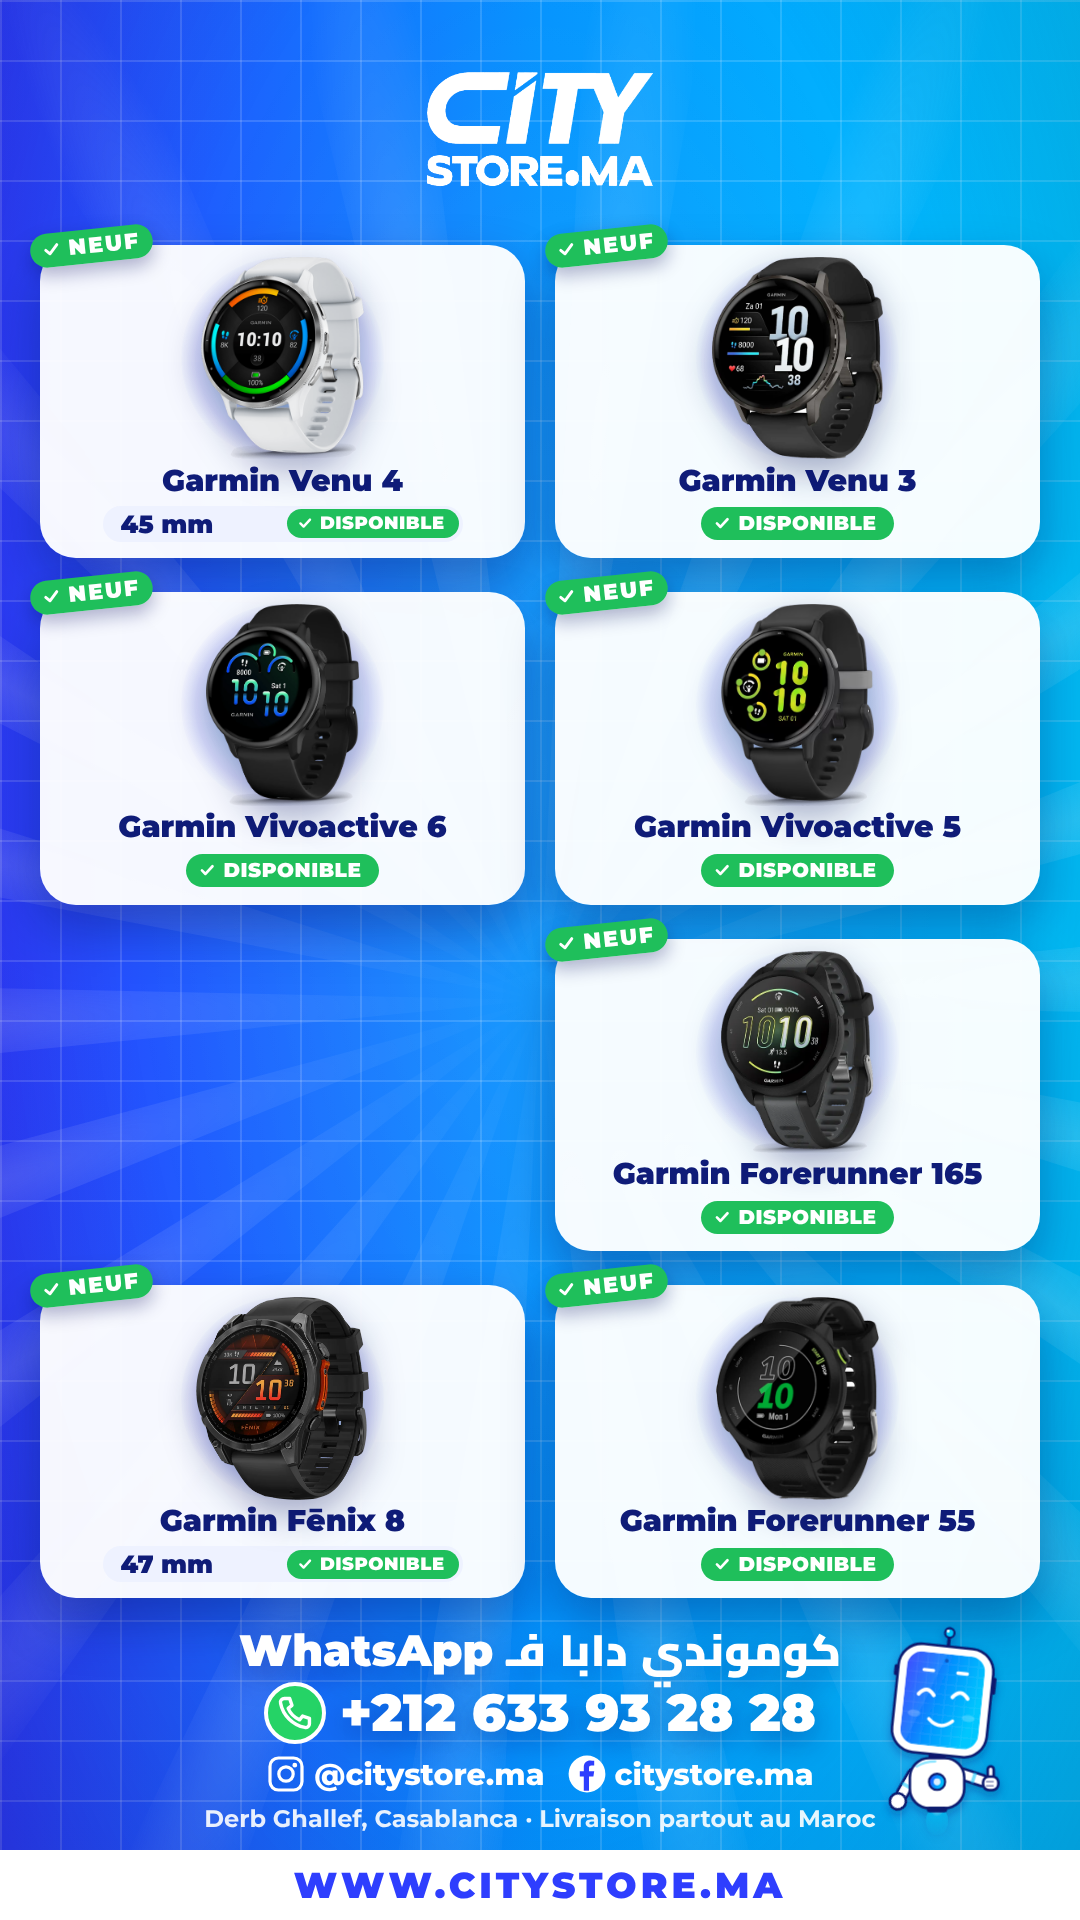 CITY
STORE.MA
NEUF
NEUF
Garmin Venu 4
45 mm
DISPONIBLE
Garmin Venu 3
DISPONIBLE
NEUF
NEUF
Garmin Vivoactive 6
DISPONIBLE
Garmin Vivoactive 5
DISPONIBLE
NEUF
Garmin Forerunner 165
DISPONIBLE
NEUF
NEUF
Garmin Fēnix 8
47 mm
DISPONIBLE
Garmin Forerunner 55
DISPONIBLE
كوموندي دابا فـ WhatsApp
+212 633 93 28 28
@citystore.ma citystore.ma
Derb Ghallef, Casablanca · Livraison partout au Maroc
WWW.CITYSTORE.MA